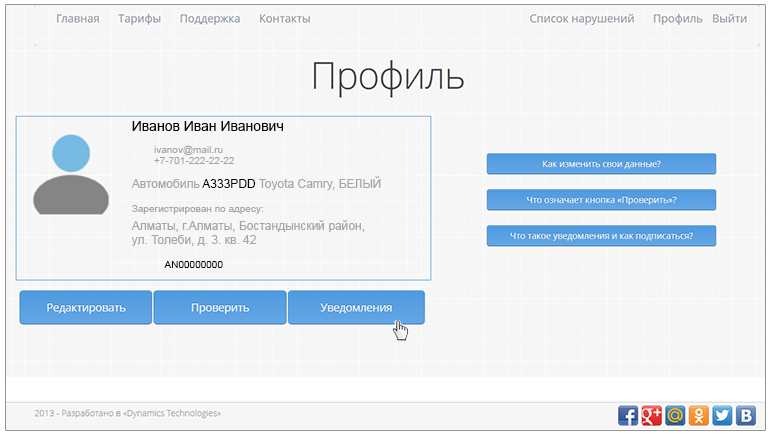 Главная Тарифы Поддержка Контакты Список нарушений Профиль Выйти
Профиль
Иванов Иван Иванович
ivanov@mail.ru
+7-701-222-22-22
Автомобиль A333PDD Toyota Camry, БЕЛЫЙ
Зарегистрирован по адресу:
Алматы, г.Алматы, Бостандынский район,
ул. Толеби, д. 3. кв. 42
AN00000000
Редактировать Проверить Уведомления
Как изменить свои данные?
Что означает кнопка «Проверить»?
Что такое уведомления и как подписаться?
2013 - Разработано в «Dynamics Technologies»